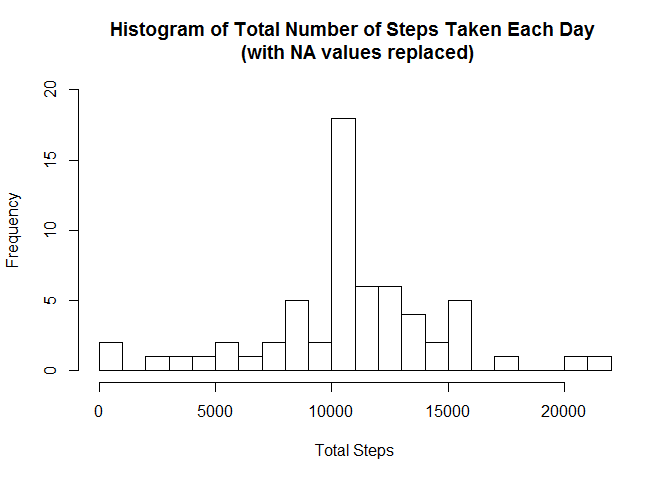 Histogram of Total Number of Steps Taken Each Day
(with NA values replaced)
Frequency
20
15
10
5
0
0 5000 10000 15000 20000
Total Steps